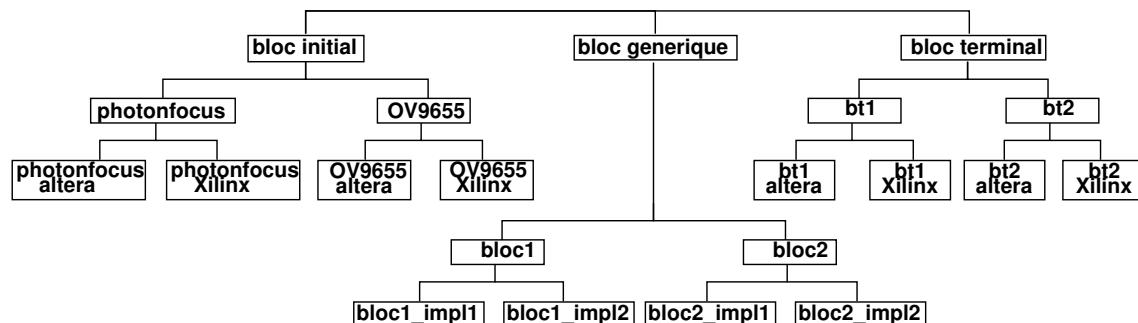 bloc initial
bloc generique
bloc terminal
photonfocus
OV9655
bt1
bt2
photonfocus
altera
photonfocus
Xilinx
OV9655
altera
OV9655
Xilinx
bt1
altera
bt1
Xilinx
bt2
altera
bt2
Xilinx
bloc1
bloc2
bloc1_impl1
bloc1_impl2
bloc2_impl1
bloc2_impl2